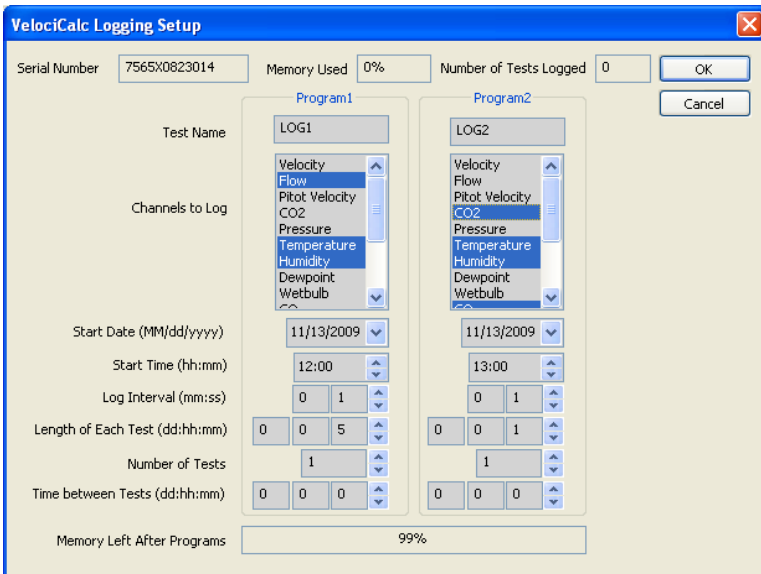 VelociCalc Logging Setup
Serial Number 7565X0823014 Memory Used 0% Number of Tests Logged 0 OK
Cancel
Program1 Program2
Test Name LOG1 LOG2
Channels to Log
Velocity Velocity
Flow Flow
Pitot Velocity Pitot Velocity
CO2 CO2
Pressure Pressure
Temperature Temperature
Humidity Humidity
Dewpoint Dewpoint
Wetbulb Wetbulb
CO CO
Start Date (MM/dd/yyyy) 11/13/2009 11/13/2009
Start Time (hh:mm) 12:00 13:00
Log Interval (mm:ss) 0 1 0 1
Length of Each Test (dd:hh:mm) 0 0 5 0 0 1
Number of Tests 1 1
Time between Tests (dd:hh:mm) 0 0 0 0 0 0
Memory Left After Programs 99%